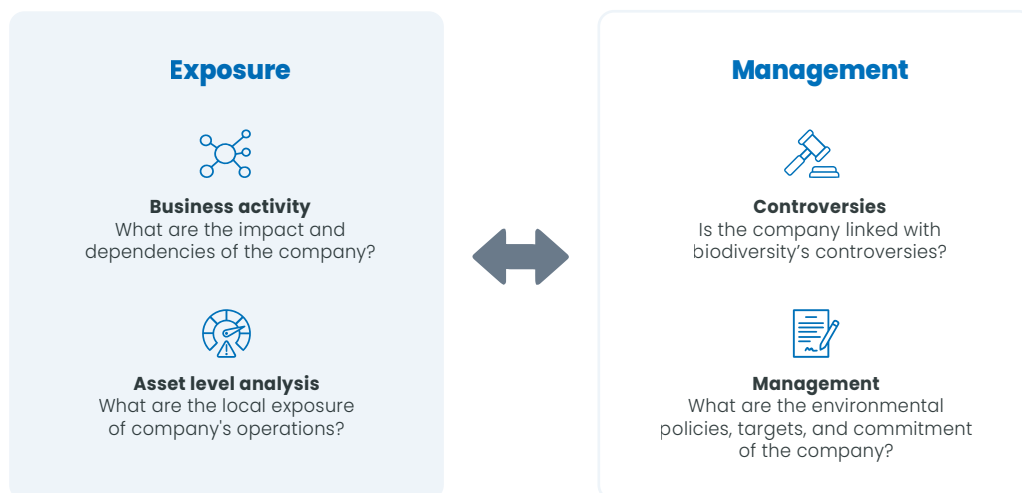 Exposure
Business activity
What are the impact and
dependencies of the company?
Asset level analysis
What are the local exposure
of company's operations?
Management
Controversies
Is the company linked with
biodiversity’s controversies?
Management
What are the environmental
policies, targets, and commitment
of the company?